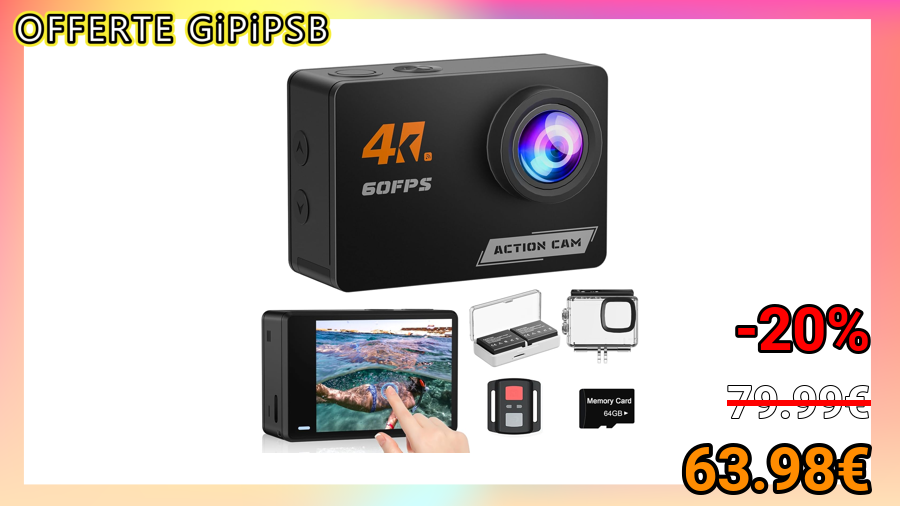 OFFERTE GiPiPSB
4K
60FPS
ACTION CAM
Memory Card
64GB
-20%
79.99€
63.98€